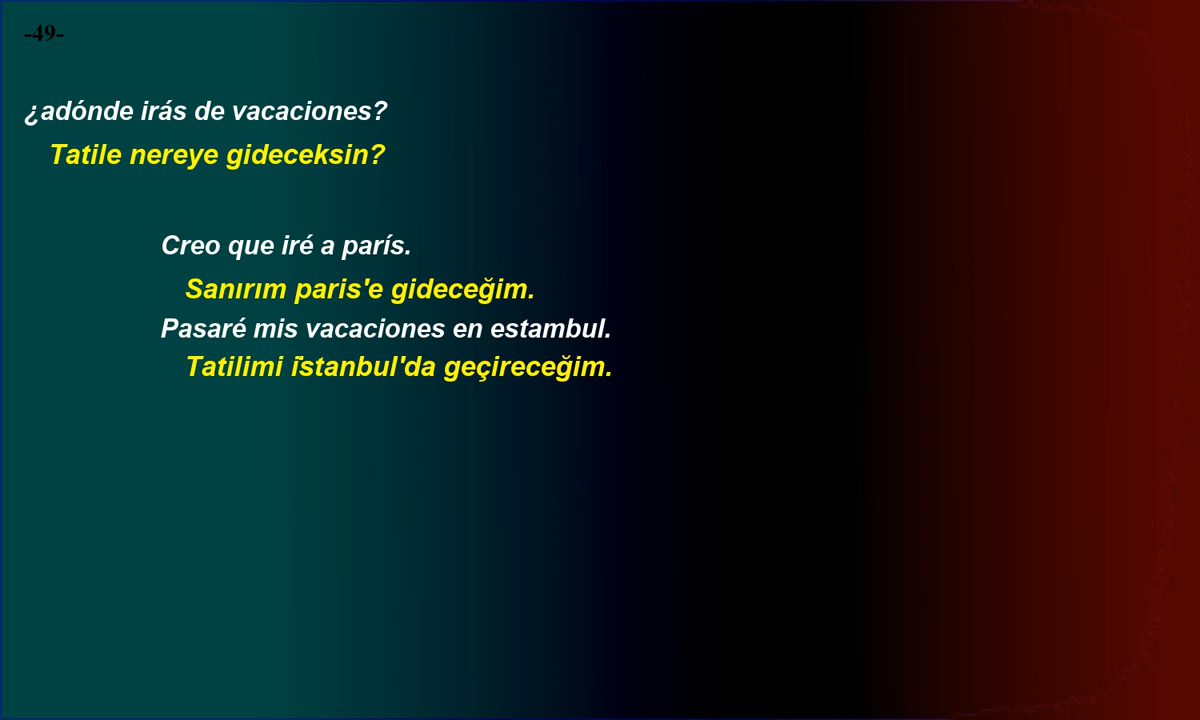 -49-
¿adónde irás de vacaciones?
Tatile nereye gideceksin?
Creo que iré a parís.
Sanırım paris'e gideceğim.
Pasaré mis vacaciones en estambul.
Tatilimi i̇stanbul'da geçireceğim.